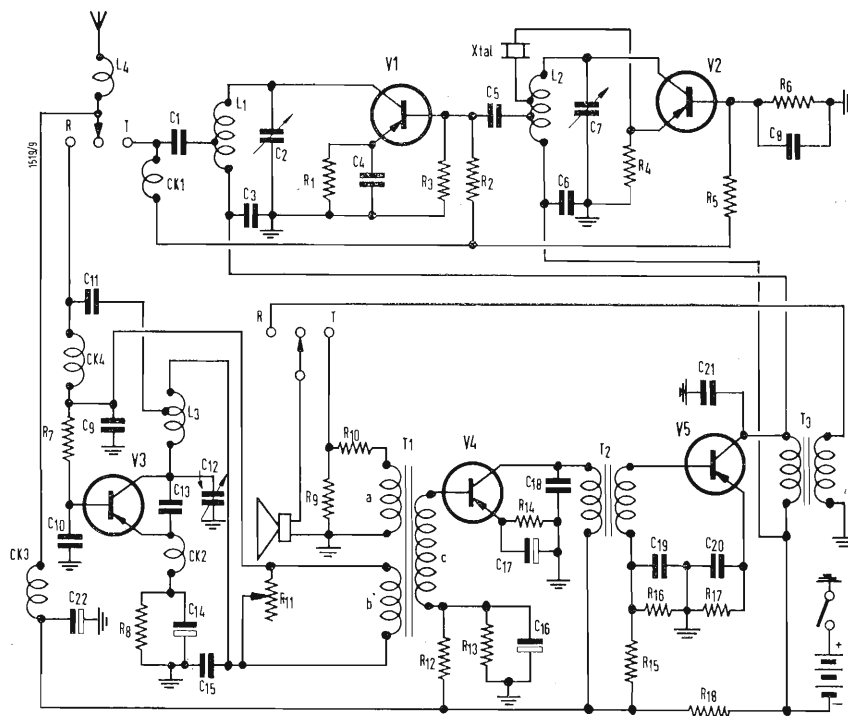 Xtal
V1
V2
L4
L2
R6
C5
C1
L1
R
T
C7
C2
C8
C4
1519/9
R4
R1
R3
R2
CK1
R5
C3
C6
C11
R
T
CK4
C21
L3
R10
T1
V4
V5
T3
C9
R7
T2
V3
C12
C13
a
C18
R9
R14
C10
c
CK3
CK2
C17
C19
C20
b
R11
C22
C14
R16
R17
R8
C16
R13
R12
+
C15
R15
R18
–